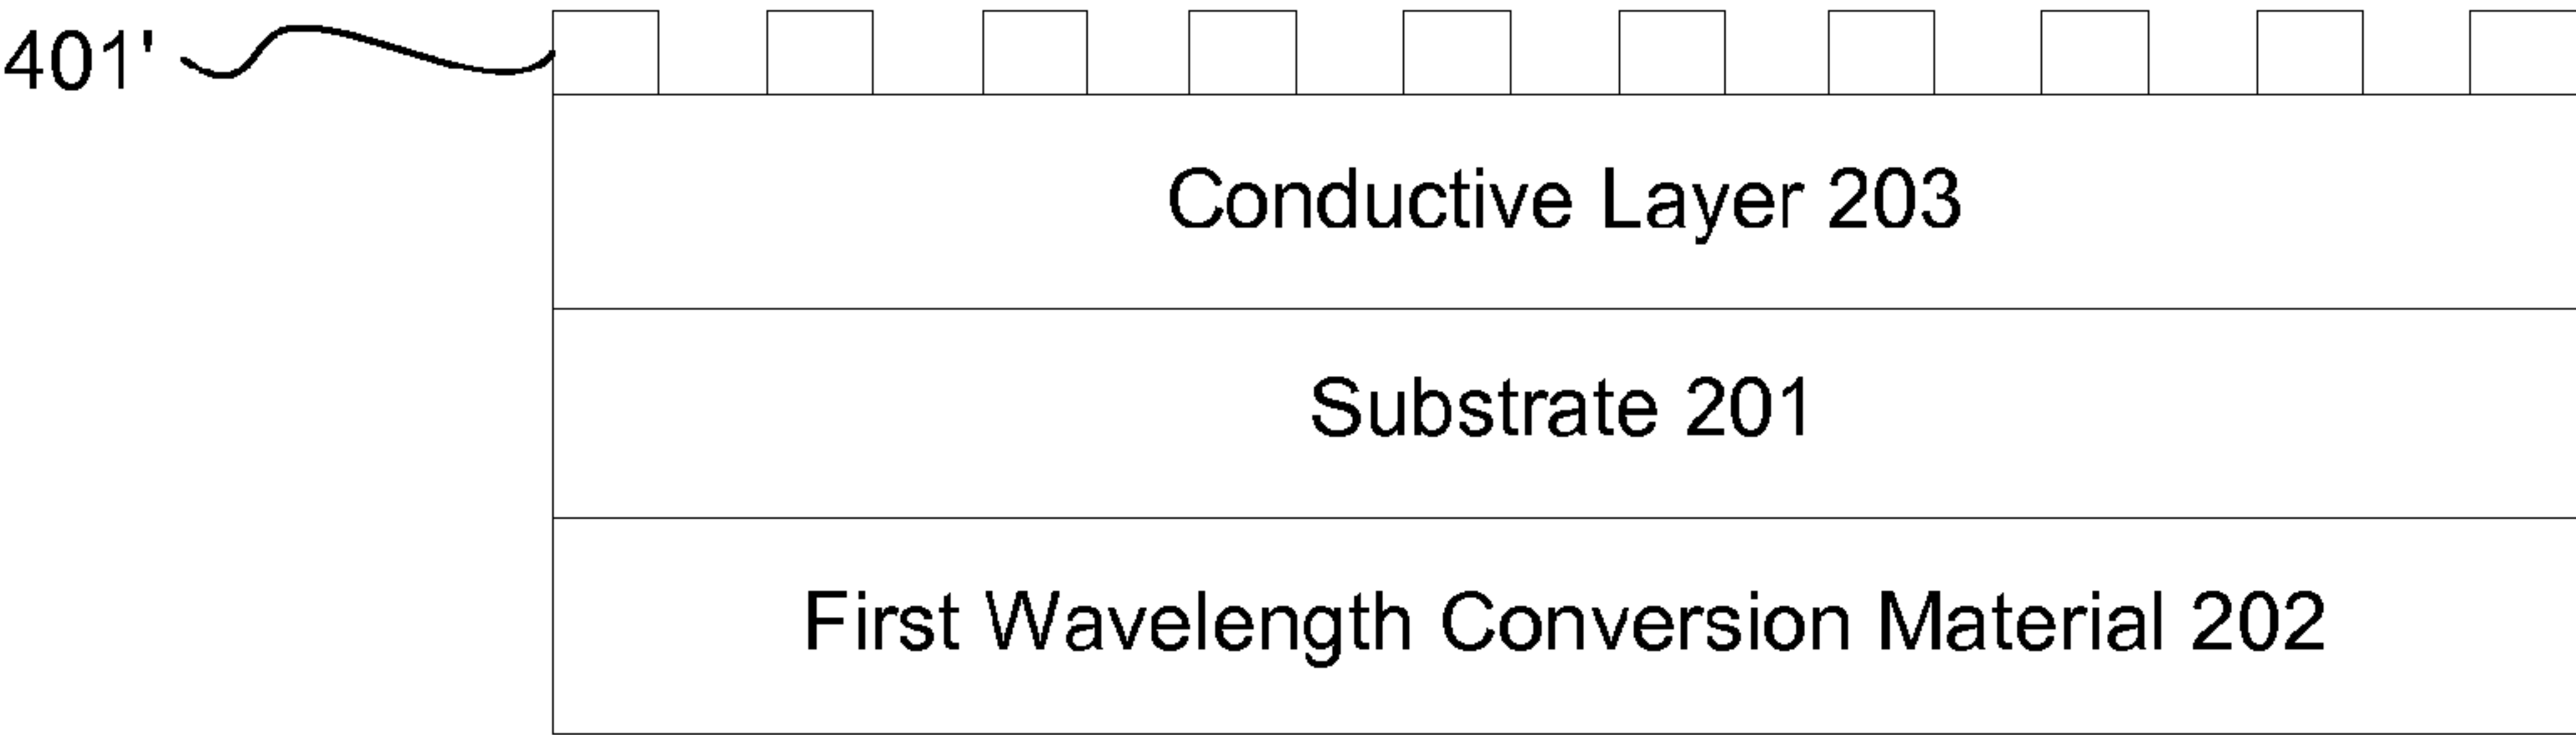 401'
Conductive Layer 203
Substrate 201
First Wavelength Conversion Material 202